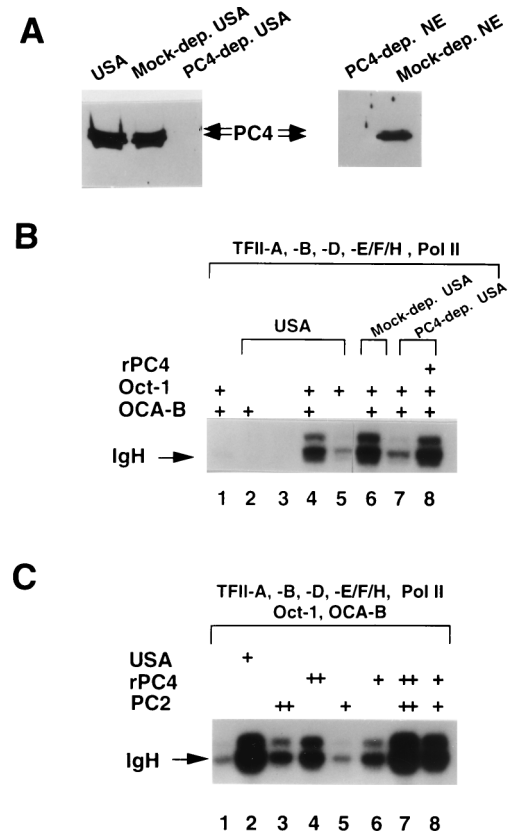 A
USA Mock-dep. USA PC4-dep. USA PC4-dep. NE Mock-dep. NE
PC4
B
TFII-A, -B, -D, -E/F/H , Pol II
Mock-dep. USA PC4-dep. USA
USA
rPC4 +
Oct-1 + + + + + +
OCA-B + + + + + +
IgH
1 2 3 4 5 6 7 8
C
TFII-A, -B, -D, -E/F/H, Pol II
Oct-1, OCA-B
USA +
rPC4 ++ + ++ +
PC2 ++ + ++ +
IgH
1 2 3 4 5 6 7 8